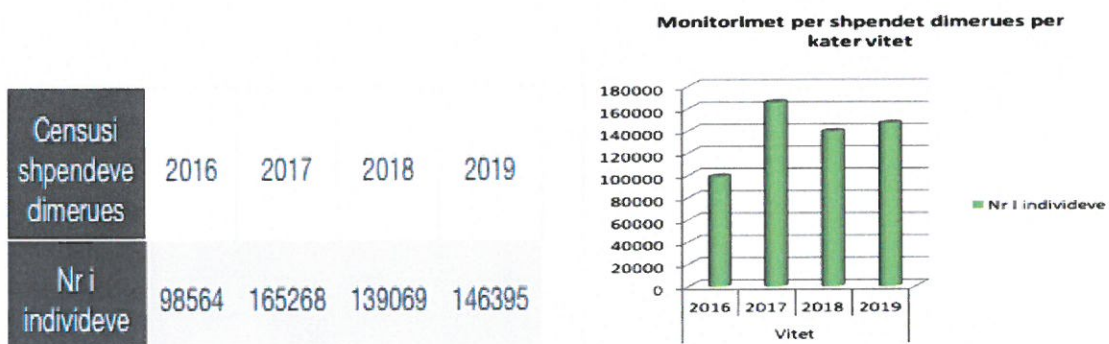 Censusi
shpendeve
dimerues
2016 2017 2018 2019
Nr i
individeve
98564 165268 139069 146395
Monitorimet per shpendet dimerues per
kater vitet
180000
160000
140000
120000
100000
80000
60000
40000
20000
0
2016 2017 2018 2019
Vitet
Nr I individeve